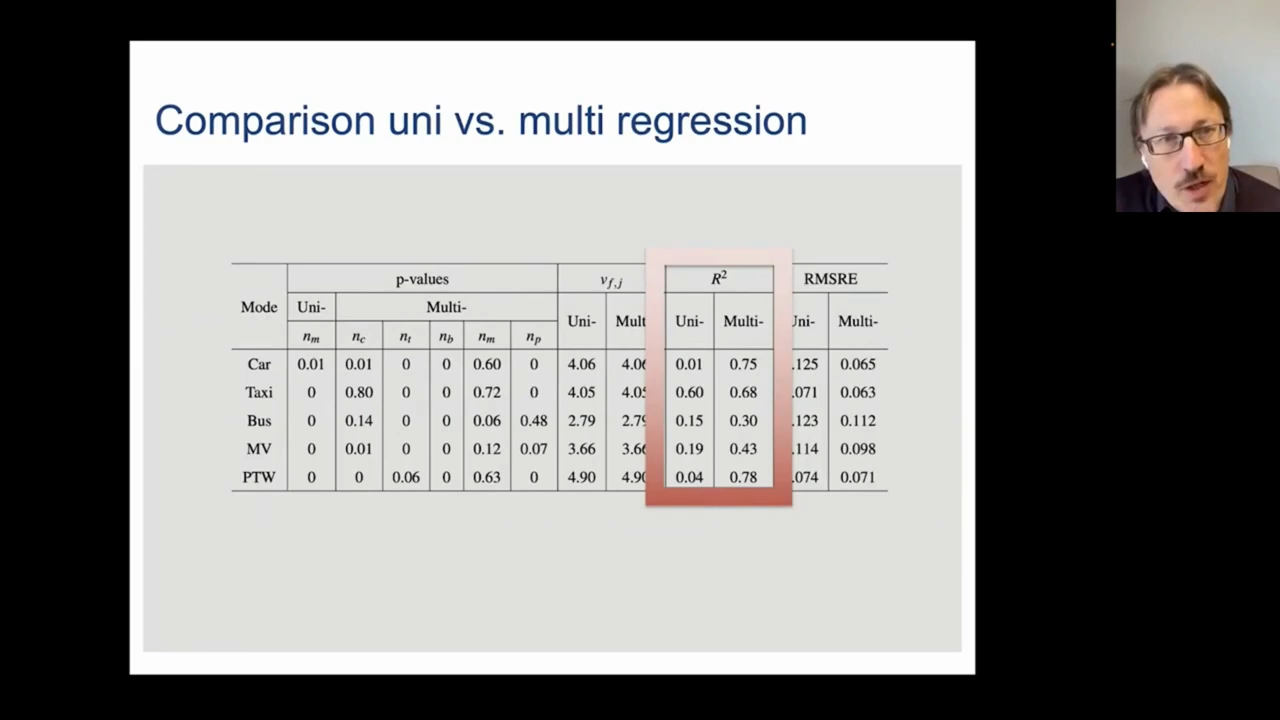 Comparison uni vs. multi regression
p-values v_{f,j} R² RMSRE
Mode Uni- Multi- Uni- Mult Uni- Multi- Uni- Multi-
n_m n_c n_t n_b n_m n_p
Car 0.01 0.01 0 0 0.60 0 4.06 4.06 0.01 0.75 .125 0.065
Taxi 0 0.80 0 0 0.72 0 4.05 4.05 0.60 0.68 .071 0.063
Bus 0 0.14 0 0 0.06 0.48 2.79 2.79 0.15 0.30 .123 0.112
MV 0 0.01 0 0 0.12 0.07 3.66 3.66 0.19 0.43 .114 0.098
PTW 0 0 0.06 0 0.63 0 4.90 4.90 0.04 0.78 .074 0.071